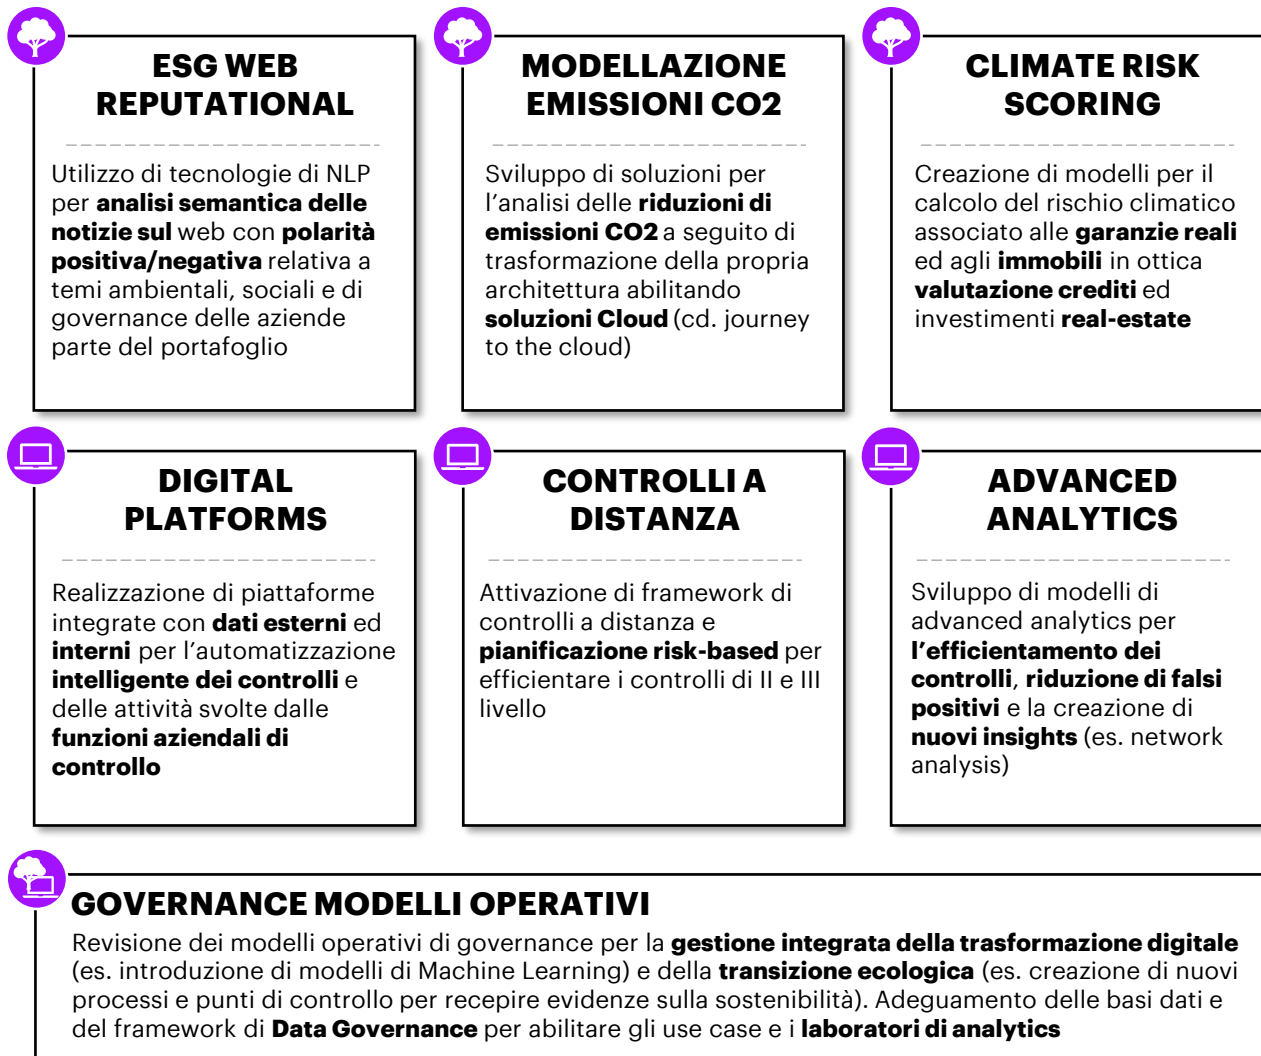 ESG WEB
REPUTATIONAL
Utilizzo di tecnologie di NLP
per analisi semantica delle
notizie sul web con polarità
positiva/negativa relativa a
temi ambientali, sociali e di
governance delle aziende
parte del portafoglio
MODELLAZIONE
EMISSIONI CO2
Sviluppo di soluzioni per
l’analisi delle riduzioni di
emissioni CO2 a seguito di
trasformazione della propria
architettura abilitando
soluzioni Cloud (cd. journey
to the cloud)
CLIMATE RISK
SCORING
Creazione di modelli per il
calcolo del rischio climatico
associato alle garanzie reali
ed agli immobili in ottica
valutazione crediti ed
investimenti real-estate
DIGITAL
PLATFORMS
Realizzazione di piattaforme
integrate con dati esterni ed
interni per l’automatizzazione
intelligente dei controlli e
delle attività svolte dalle
funzioni aziendali di
controllo
CONTROLLI A
DISTANZA
Attivazione di framework di
controlli a distanza e
pianificazione risk-based per
efficientare i controlli di II e III
livello
ADVANCED
ANALYTICS
Sviluppo di modelli di
advanced analytics per
l’efficientamento dei
controlli, riduzione di falsi
positivi e la creazione di
nuovi insights (es. network
analysis)
GOVERNANCE MODELLI OPERATIVI
Revisione dei modelli operativi di governance per la gestione integrata della trasformazione digitale
(es. introduzione di modelli di Machine Learning) e della transizione ecologica (es. creazione di nuovi
processi e punti di controllo per recepire evidenze sulla sostenibilità). Adeguamento delle basi dati e
del framework di Data Governance per abilitare gli use case e i laboratori di analytics